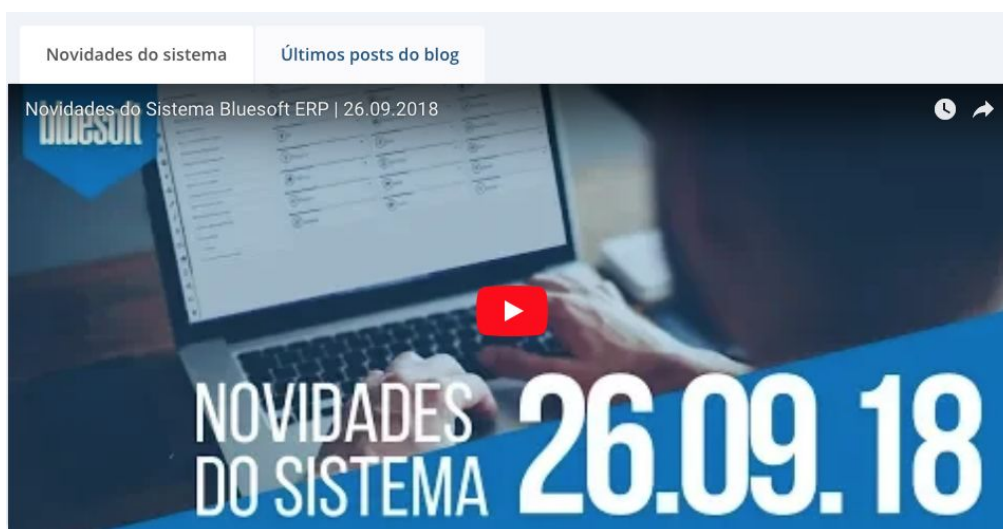 Novidades do sistema
Últimos posts do blog
Novidades do Sistema Bluesoft ERP | 26.09.2018
bluesoft
NOVIDADES
DO SISTEMA
26.09.18